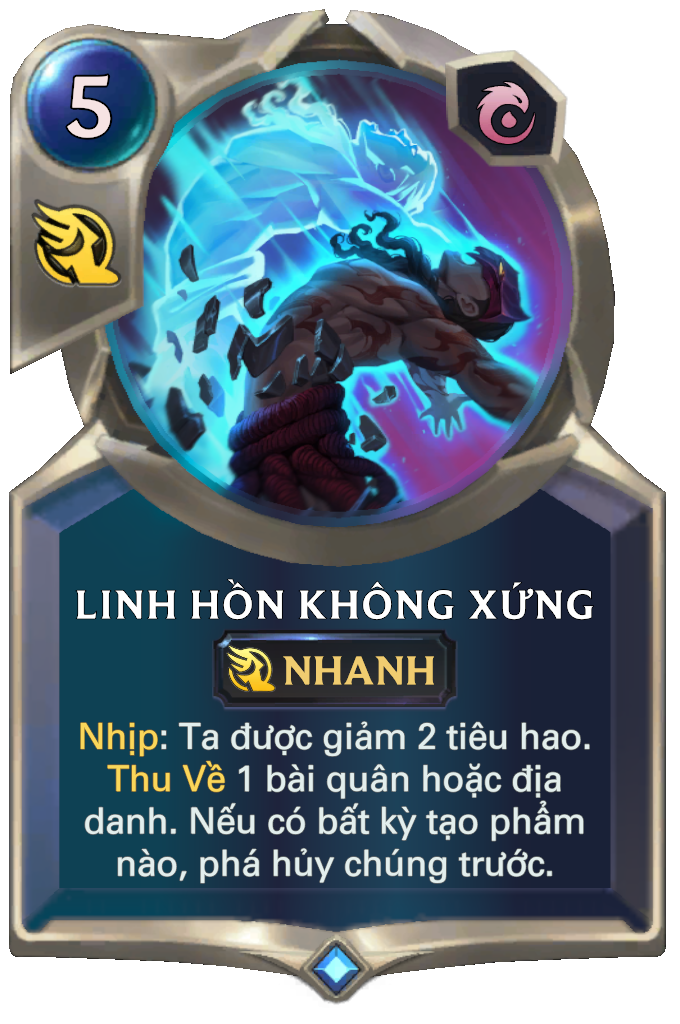 5
LINH HỒN KHÔNG XỨNG
NHANH
Nhịp: Ta được giảm 2 tiêu hao.
Thu Về 1 bài quân hoặc địa
danh. Nếu có bất kỳ tạo phẩm
nào, phá hủy chúng trước.